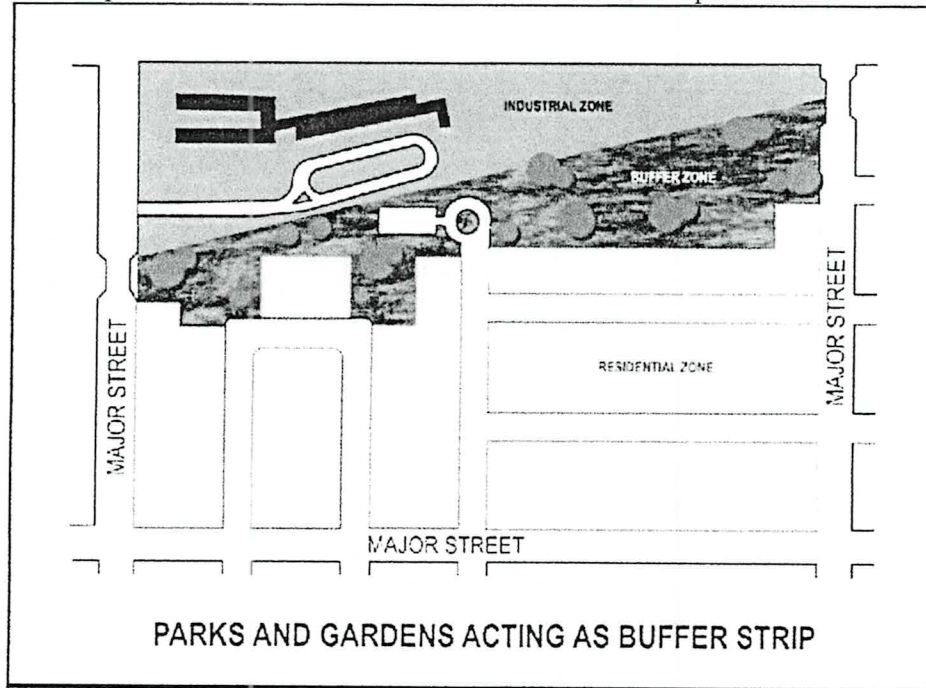 INDUSTRIAL ZONE
BUFFER ZONE
MAJOR STREET
MAJOR STREET
RESIDENTIAL ZONE
MAJOR STREET
PARKS AND GARDENS ACTING AS BUFFER STRIP